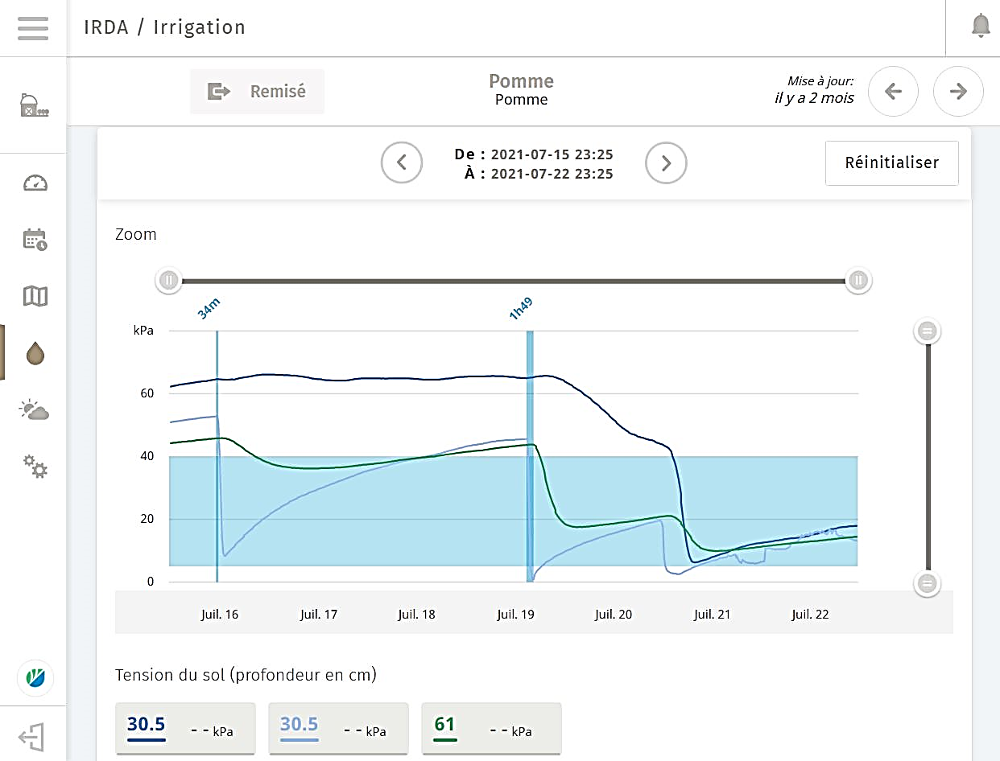 IRDA / Irrigation
Remisé
Pomme
Pomme
Mise à jour:
il y a 2 mois
De : 2021-07-15 23:25
À : 2021-07-22 23:25
Réinitialiser
Zoom
34m
1h49
kPa
60
40
20
0
Juil. 16
Juil. 17
Juil. 18
Juil. 19
Juil. 20
Juil. 21
Juil. 22
Tension du sol (profondeur en cm)
30.5 -- kPa
30.5 -- kPa
61 -- kPa